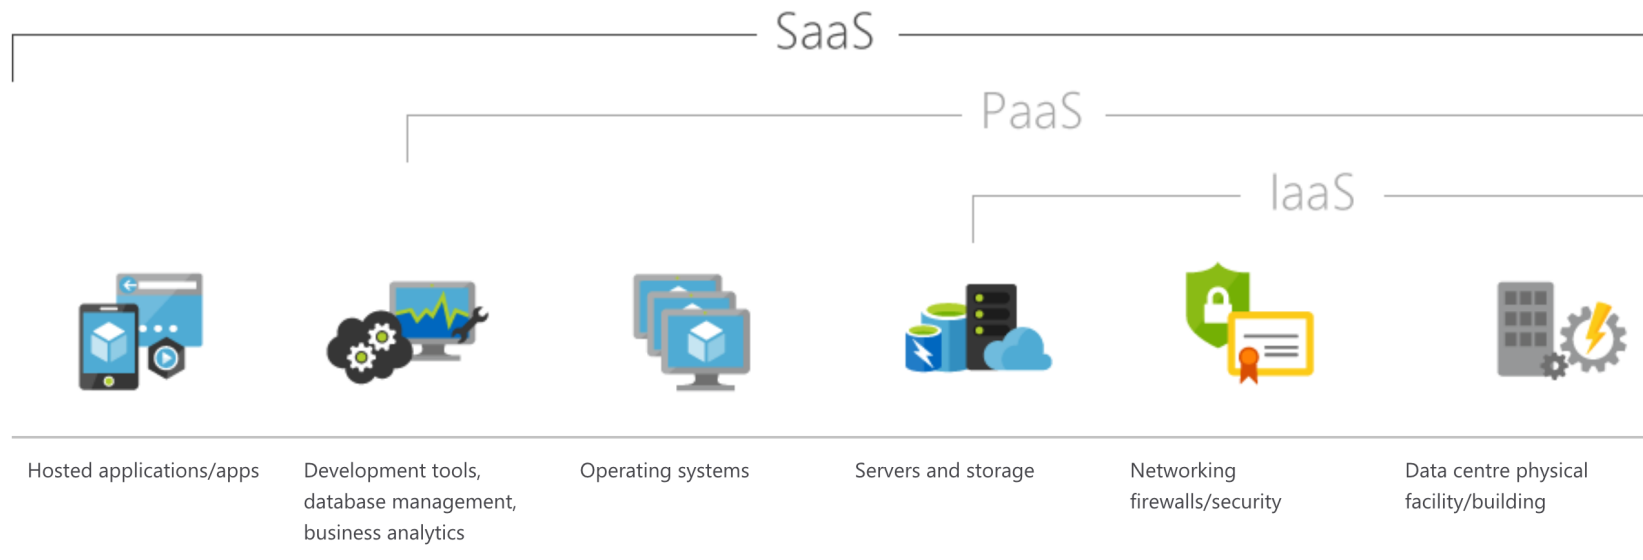 SaaS
PaaS
IaaS
Hosted applications/apps
Development tools,
database management,
business analytics
Operating systems
Servers and storage
Networking
firewalls/security
Data centre physical
facility/building